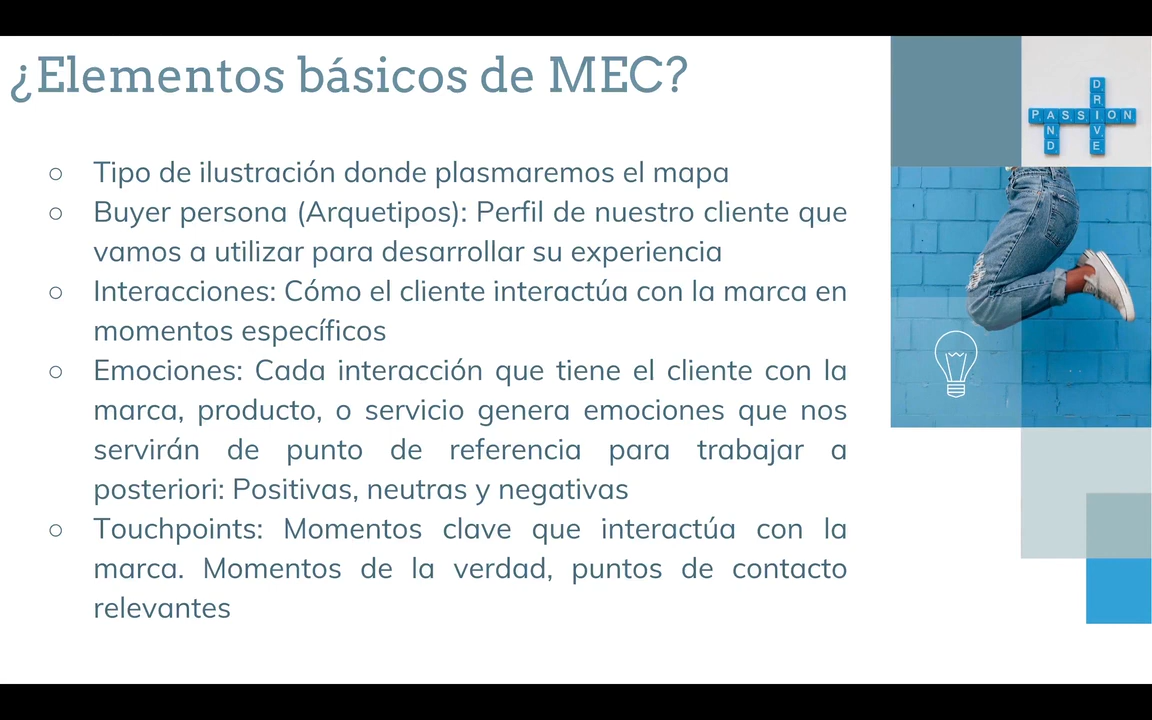 ¿Elementos básicos de MEC?
○ Tipo de ilustración donde plasmaremos el mapa
○ Buyer persona (Arquetipos): Perfil de nuestro cliente que
vamos a utilizar para desarrollar su experiencia
○ Interacciones: Cómo el cliente interactúa con la marca en
momentos específicos
○ Emociones: Cada interacción que tiene el cliente con la
marca, producto, o servicio genera emociones que nos
servirán de punto de referencia para trabajar a
posteriori: Positivas, neutras y negativas
○ Touchpoints: Momentos clave que interactúa con la
marca. Momentos de la verdad, puntos de contacto
relevantes
PASSION
AND
DRIVE